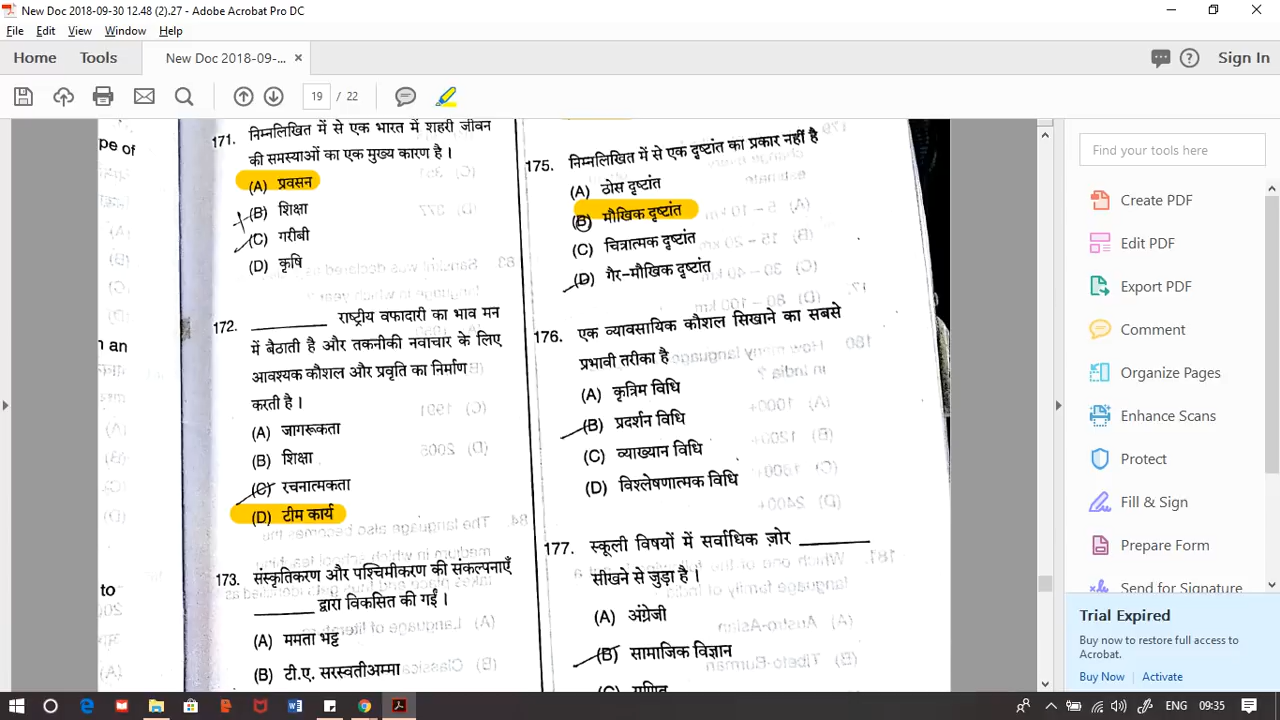 New Doc 2018-09-30 12.48 (2).27 - Adobe Acrobat Pro DC
File Edit View Window Help
Home Tools New Doc 2018-09-... × Sign In
19 / 22
pe of
n an
to
171. निम्नलिखित में से एक भारत में शहरी जीवन
की समस्याओं का एक मुख्य कारण है ।
(A) प्रवसन
(B) शिक्षा
(C) गरीबी
(D) कृषि
172. ________ राष्ट्रीय वफादारी का भाव मन
में बैठाती है और तकनीकी नवाचार के लिए
आवश्यक कौशल और प्रवृति का निर्माण
करती है ।
(A) जागरूकता
(B) शिक्षा
(C) रचनात्मकता
(D) टीम कार्य
173. संस्कृतिकरण और पश्चिमीकरण की संकल्पनाएँ
________ द्वारा विकसित की गईं ।
(A) ममता भट्ट
(B) टी.ए. सरस्वतीअम्मा
175. निम्नलिखित में से एक दृष्टांत का प्रकार नहीं है
(A) ठोस दृष्टांत
(B) मौखिक दृष्टांत
(C) चित्रात्मक दृष्टांत
(D) गैर-मौखिक दृष्टांत
176. एक व्यावसायिक कौशल सिखाने का सबसे
प्रभावी तरीका है
(A) कृत्रिम विधि
(B) प्रदर्शन विधि
(C) व्याख्यान विधि
(D) विश्लेषणात्मक विधि
177. स्कूली विषयों में सर्वाधिक ज़ोर ________
सीखने से जुड़ा है ।
(A) अंग्रेजी
(B) सामाजिक विज्ञान
(C) गणित
Find your tools here
Create PDF
Edit PDF
Export PDF
Comment
Organize Pages
Enhance Scans
Protect
Fill & Sign
Prepare Form
Send for Signature
Trial Expired
Buy now to restore full access to
Acrobat.
Buy Now Activate
ENG 09:35